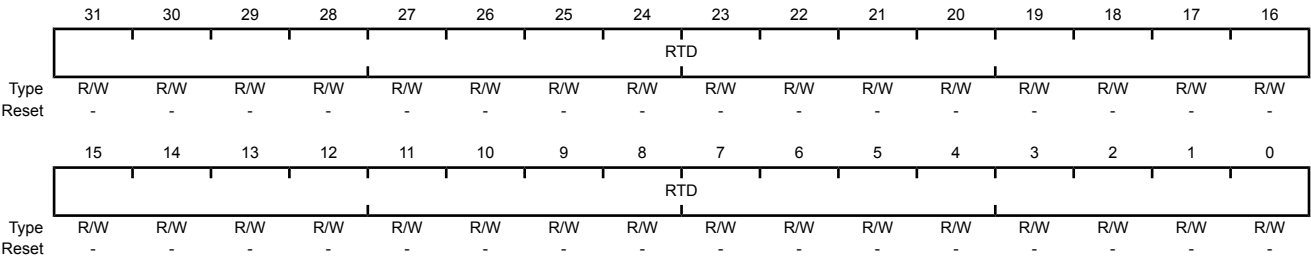 31 30 29 28 27 26 25 24 23 22 21 20 19 18 17 16
RTD
Type R/W R/W R/W R/W R/W R/W R/W R/W R/W R/W R/W R/W R/W R/W R/W R/W
Reset - - - - - - - - - - - - - - - -
15 14 13 12 11 10 9 8 7 6 5 4 3 2 1 0
RTD
Type R/W R/W R/W R/W R/W R/W R/W R/W R/W R/W R/W R/W R/W R/W R/W R/W
Reset - - - - - - - - - - - - - - - -